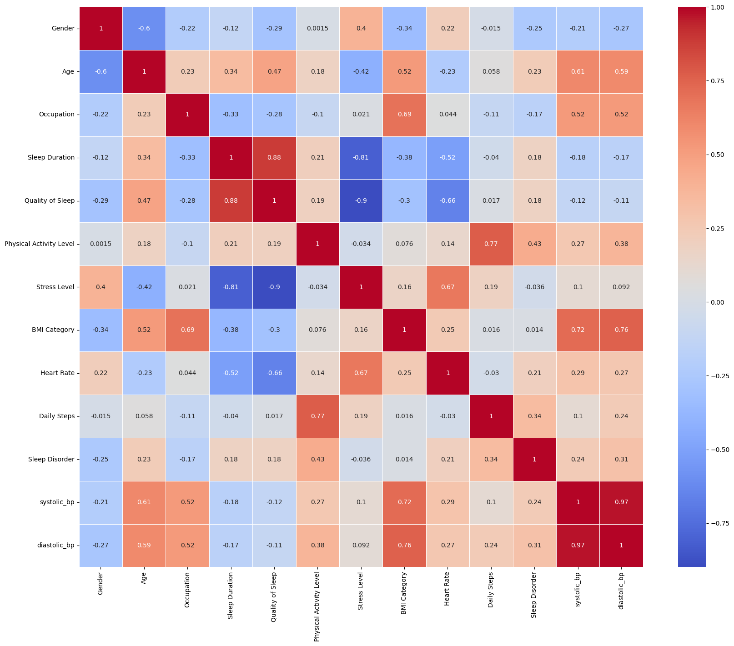 Gender 1 -0.6 -0.22 -0.12 -0.29 0.0015 0.4 -0.34 0.22 -0.015 -0.25 -0.21 -0.27
Age -0.6 1 0.23 0.34 0.47 0.18 -0.42 0.52 -0.23 0.058 0.23 0.61 0.59
Occupation -0.22 0.23 1 -0.33 -0.28 -0.1 0.021 0.69 0.044 -0.11 -0.17 0.52 0.52
Sleep Duration -0.12 0.34 -0.33 1 0.88 0.21 -0.81 -0.38 -0.52 -0.04 0.18 -0.18 -0.17
Quality of Sleep -0.29 0.47 -0.28 0.88 1 0.19 -0.9 -0.3 -0.66 0.017 0.18 -0.12 -0.11
Physical Activity Level 0.0015 0.18 -0.1 0.21 0.19 1 -0.034 0.076 0.14 0.77 0.43 0.27 0.38
Stress Level 0.4 -0.42 0.021 -0.81 -0.9 -0.034 1 0.16 0.67 0.19 -0.036 0.1 0.092
BMI Category -0.34 0.52 0.69 -0.38 -0.3 0.076 0.16 1 0.25 0.016 0.014 0.72 0.76
Heart Rate 0.22 -0.23 0.044 -0.52 -0.66 0.14 0.67 0.25 1 -0.03 0.21 0.29 0.27
Daily Steps -0.015 0.058 -0.11 -0.04 0.017 0.77 0.19 0.016 -0.03 1 0.34 0.1 0.24
Sleep Disorder -0.25 0.23 -0.17 0.18 0.18 0.43 -0.036 0.014 0.21 0.34 1 0.24 0.31
systolic_bp -0.21 0.61 0.52 -0.18 -0.12 0.27 0.1 0.72 0.29 0.1 0.24 1 0.97
diastolic_bp -0.27 0.59 0.52 -0.17 -0.11 0.38 0.092 0.76 0.27 0.24 0.31 0.97 1
Gender
Age
Occupation
Sleep Duration
Quality of Sleep
Physical Activity Level
Stress Level
BMI Category
Heart Rate
Daily Steps
Sleep Disorder
systolic_bp
diastolic_bp
1.00
0.75
0.50
0.25
0.00
−0.25
−0.50
−0.75